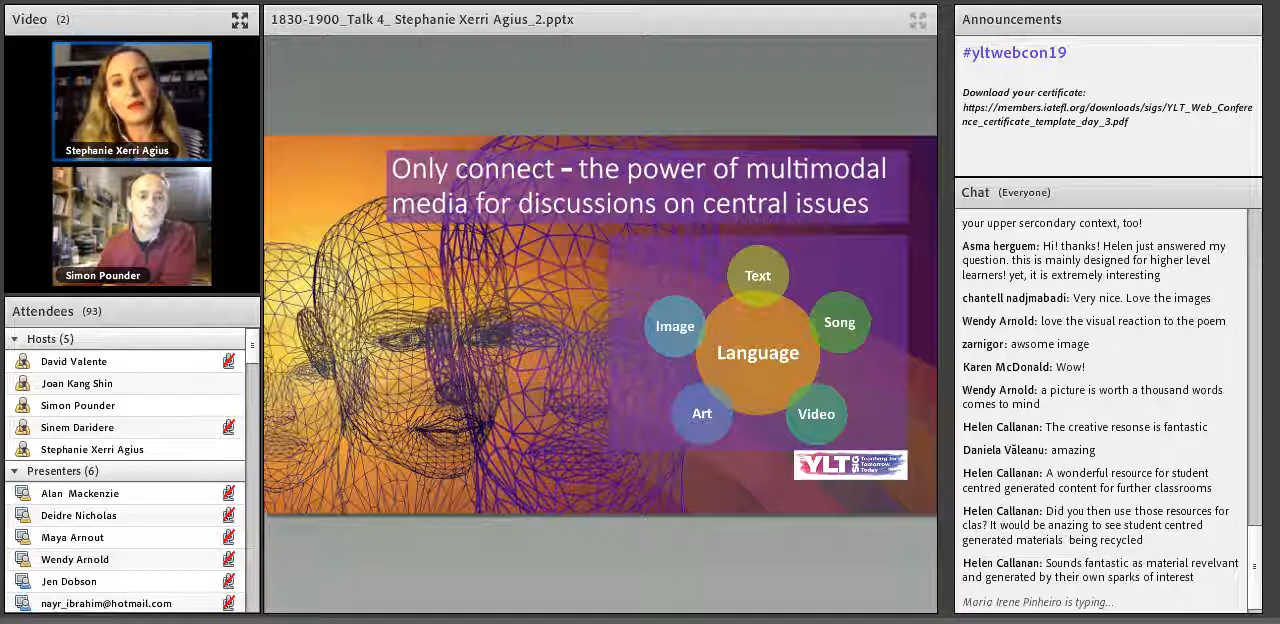 Video (2)
Stephanie Xerri Agius
Simon Pounder
Attendees (93)
Hosts (5)
David Valente
Joan Kang Shin
Simon Pounder
Sinem Daridere
Stephanie Xerri Agius
Presenters (6)
Alan Mackenzie
Deidre Nicholas
Maya Arnout
Wendy Arnold
Jen Dobson
nayr_ibrahim@hotmail.com
1830-1900_Talk 4_ Stephanie Xerri Agius_2.pptx
Only connect – the power of multimodal
media for discussions on central issues
Text
Image
Song
Language
Art
Video
YLT SIG Teaching for Tomorrow Today
Announcements
#yltwebcon19
Download your certificate:
https://members.iatefl.org/downloads/sigs/YLT_Web_Confere
nce_certificate_template_day_3.pdf
Chat (Everyone)
your upper sercondary context, too!
Asma herguem: Hi! thanks! Helen just answered my
question. this is mainly designed for higher level
learners! yet, it is extremely interesting
chantell nadjmabadi: Very nice. Love the images
Wendy Arnold: love the visual reaction to the poem
zarnigor: awsome image
Karen McDonald: Wow!
Wendy Arnold: a picture is worth a thousand words
comes to mind
Helen Callanan: The creative resonse is fantastic
Daniela Văleanu: amazing
Helen Callanan: A wonderful resource for student
centred generated content for further classrooms
Helen Callanan: Did you then use those resources for
clas? It would be anazing to see student centred
generated materials being recycled
Helen Callanan: Sounds fantastic as material revelvant
and generated by their own sparks of interest
Maria Irene Pinheiro is typing...